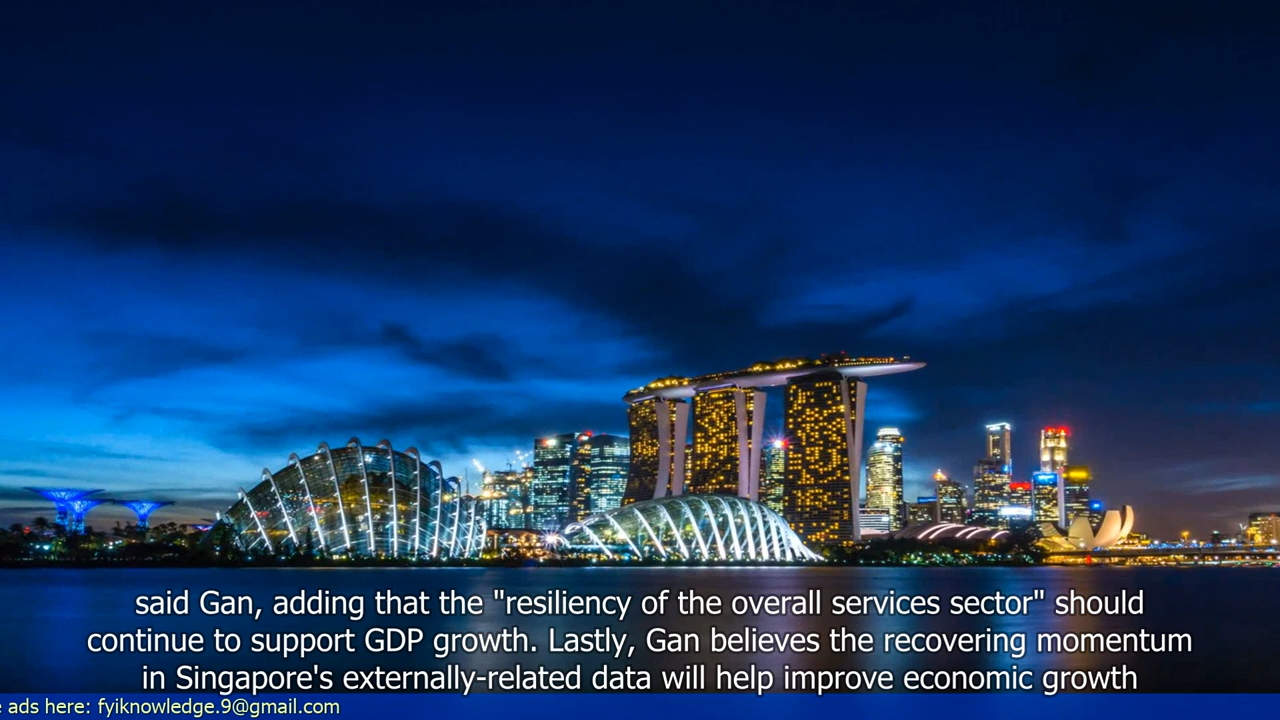 said Gan, adding that the "resiliency of the overall services sector" should
continue to support GDP growth. Lastly, Gan believes the recovering momentum
in Singapore's externally-related data will help improve economic growth
ads here: fyiknowledge.9@gmail.com